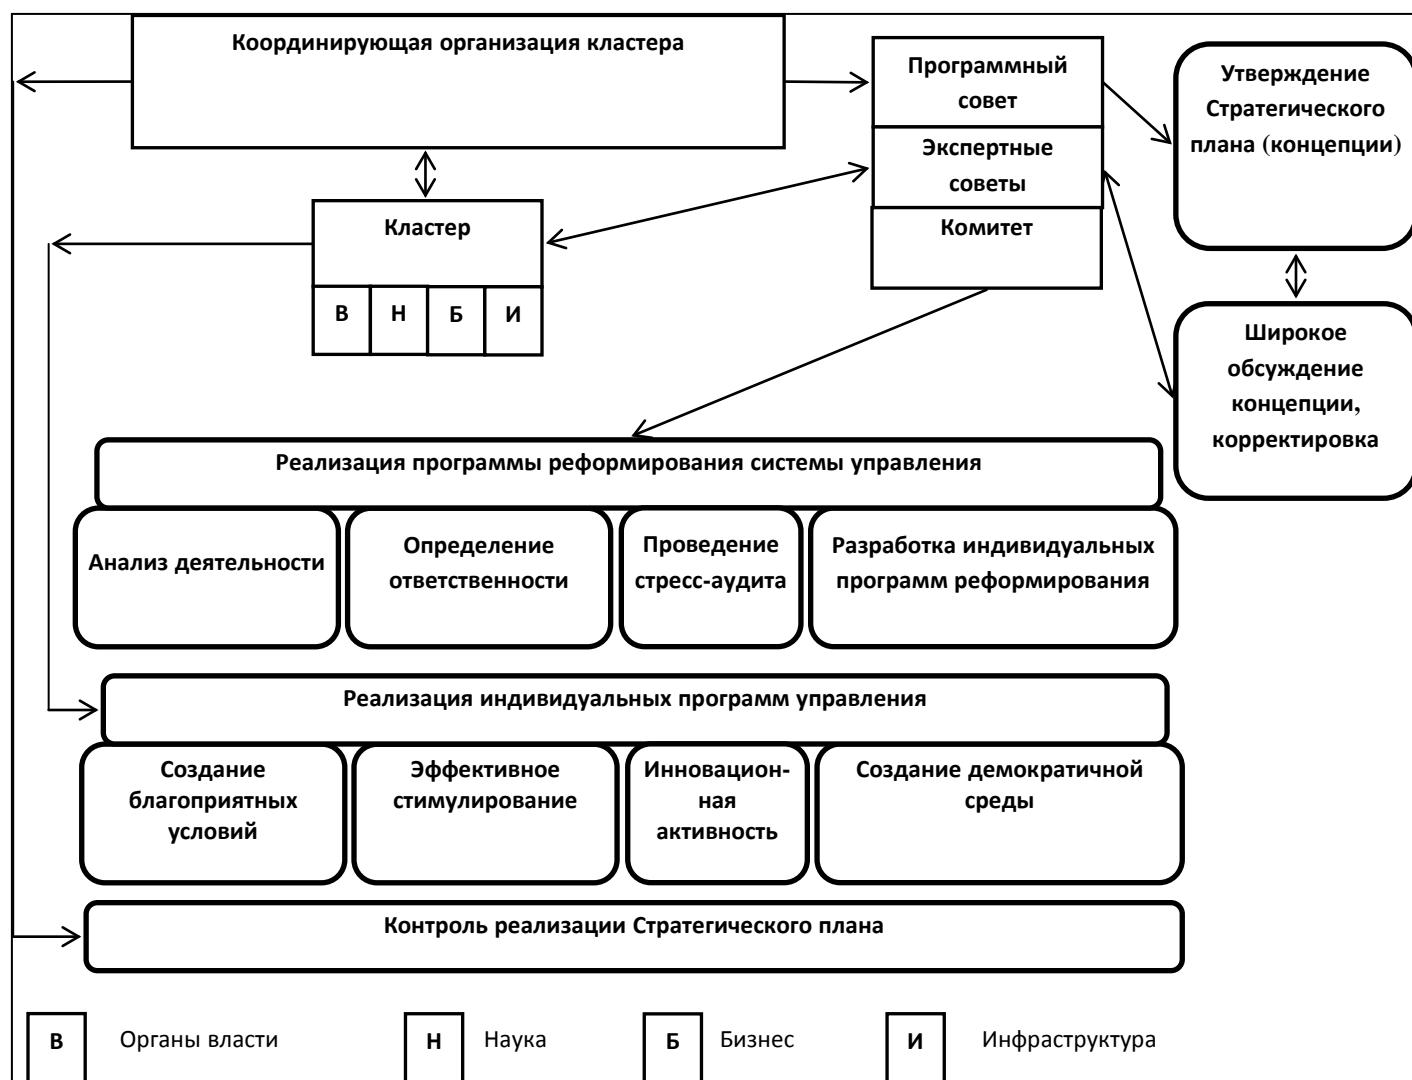 Координирующая организация кластера
Программный
совет
Экспертные
советы
Комитет
Утверждение
Стратегического
плана (концепции)
Кластер
В Н Б И
Широкое
обсуждение
концепции,
корректировка
Реализация программы реформирования системы управления
Анализ деятельности
Определение
ответственности
Проведение
стресс-аудита
Разработка индивидуальных
программ реформирования
Реализация индивидуальных программ управления
Создание
благоприятных
условий
Эффективное
стимулирование
Инновацион-
ная
активность
Создание демократичной
среды
Контроль реализации Стратегического плана
В Органы власти Н Наука Б Бизнес И Инфраструктура